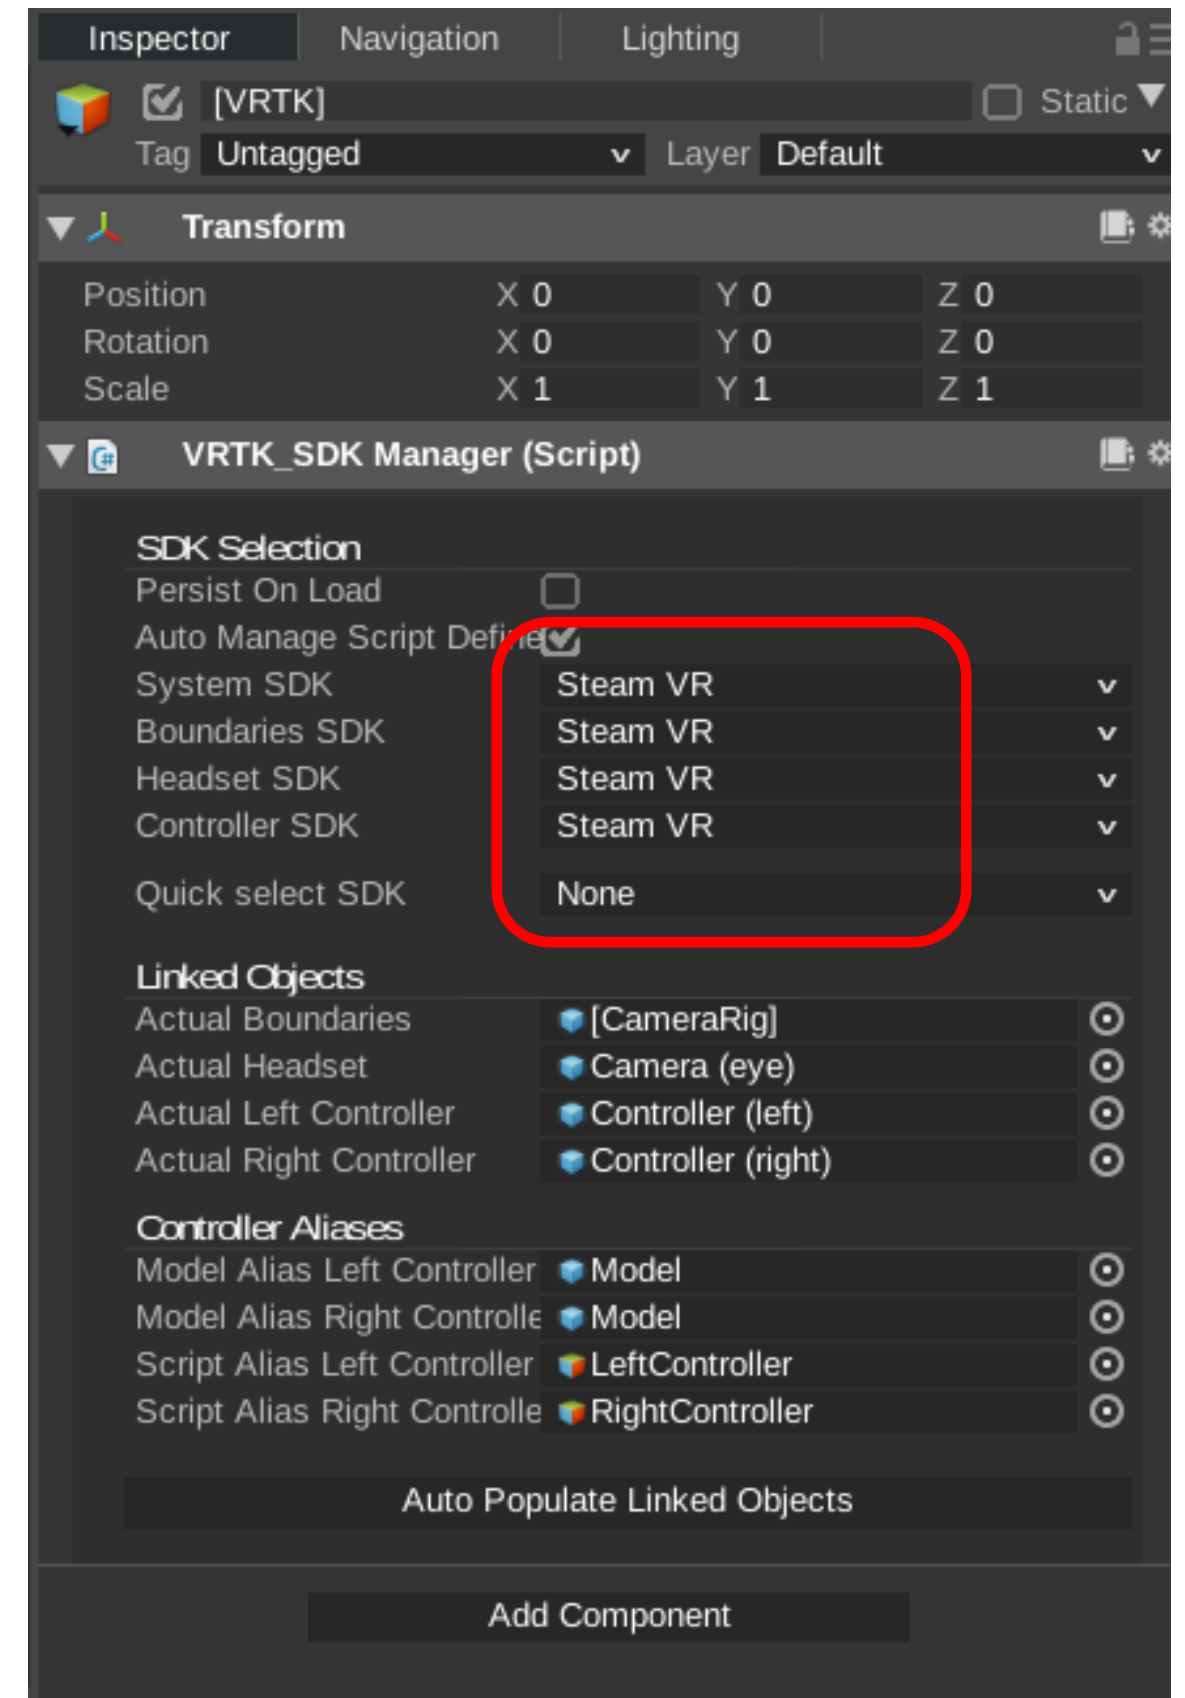 Inspector Navigation Lighting
[VRTK] Static
Tag Untagged Layer Default
Transform
Position X 0 Y 0 Z 0
Rotation X 0 Y 0 Z 0
Scale X 1 Y 1 Z 1
VRTK_SDK Manager (Script)
SDK Selection
Persist On Load
Auto Manage Script Define
System SDK Steam VR
Boundaries SDK Steam VR
Headset SDK Steam VR
Controller SDK Steam VR
Quick select SDK None
Linked Objects
Actual Boundaries [CameraRig]
Actual Headset Camera (eye)
Actual Left Controller Controller (left)
Actual Right Controller Controller (right)
Controller Aliases
Model Alias Left Controller Model
Model Alias Right Controlle Model
Script Alias Left Controller LeftController
Script Alias Right Controlle RightController
Auto Populate Linked Objects
Add Component